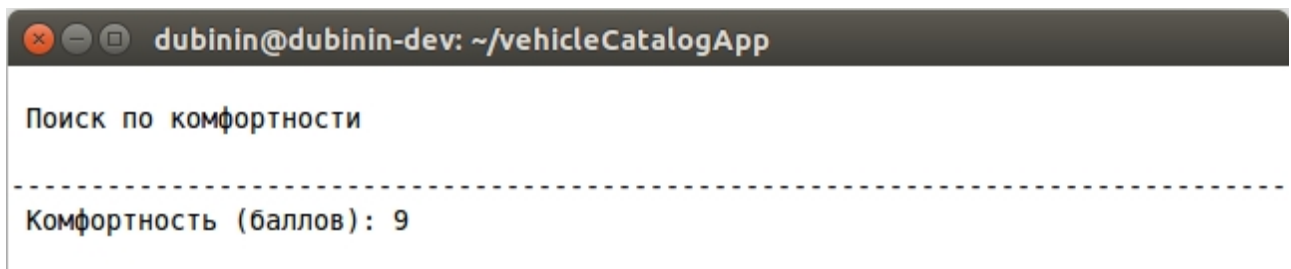 dubinin@dubinin-dev: ~/vehicleCatalogApp
Поиск по комфортности
--------------------------------------------------------------------------------
Комфортность (баллов): 9